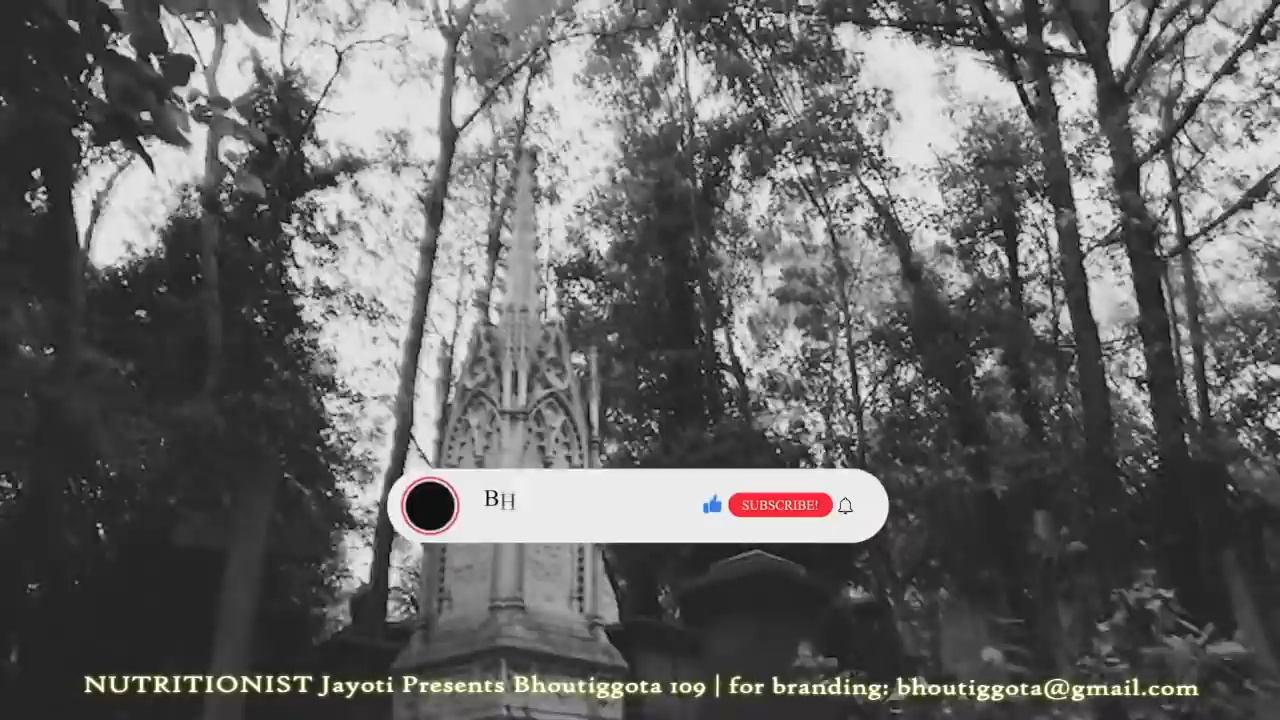 BH
SUBSCRIBE!
NUTRITIONIST Jayoti Presents Bhoutiggota 109 | for branding: bhoutiggota@gmail.com